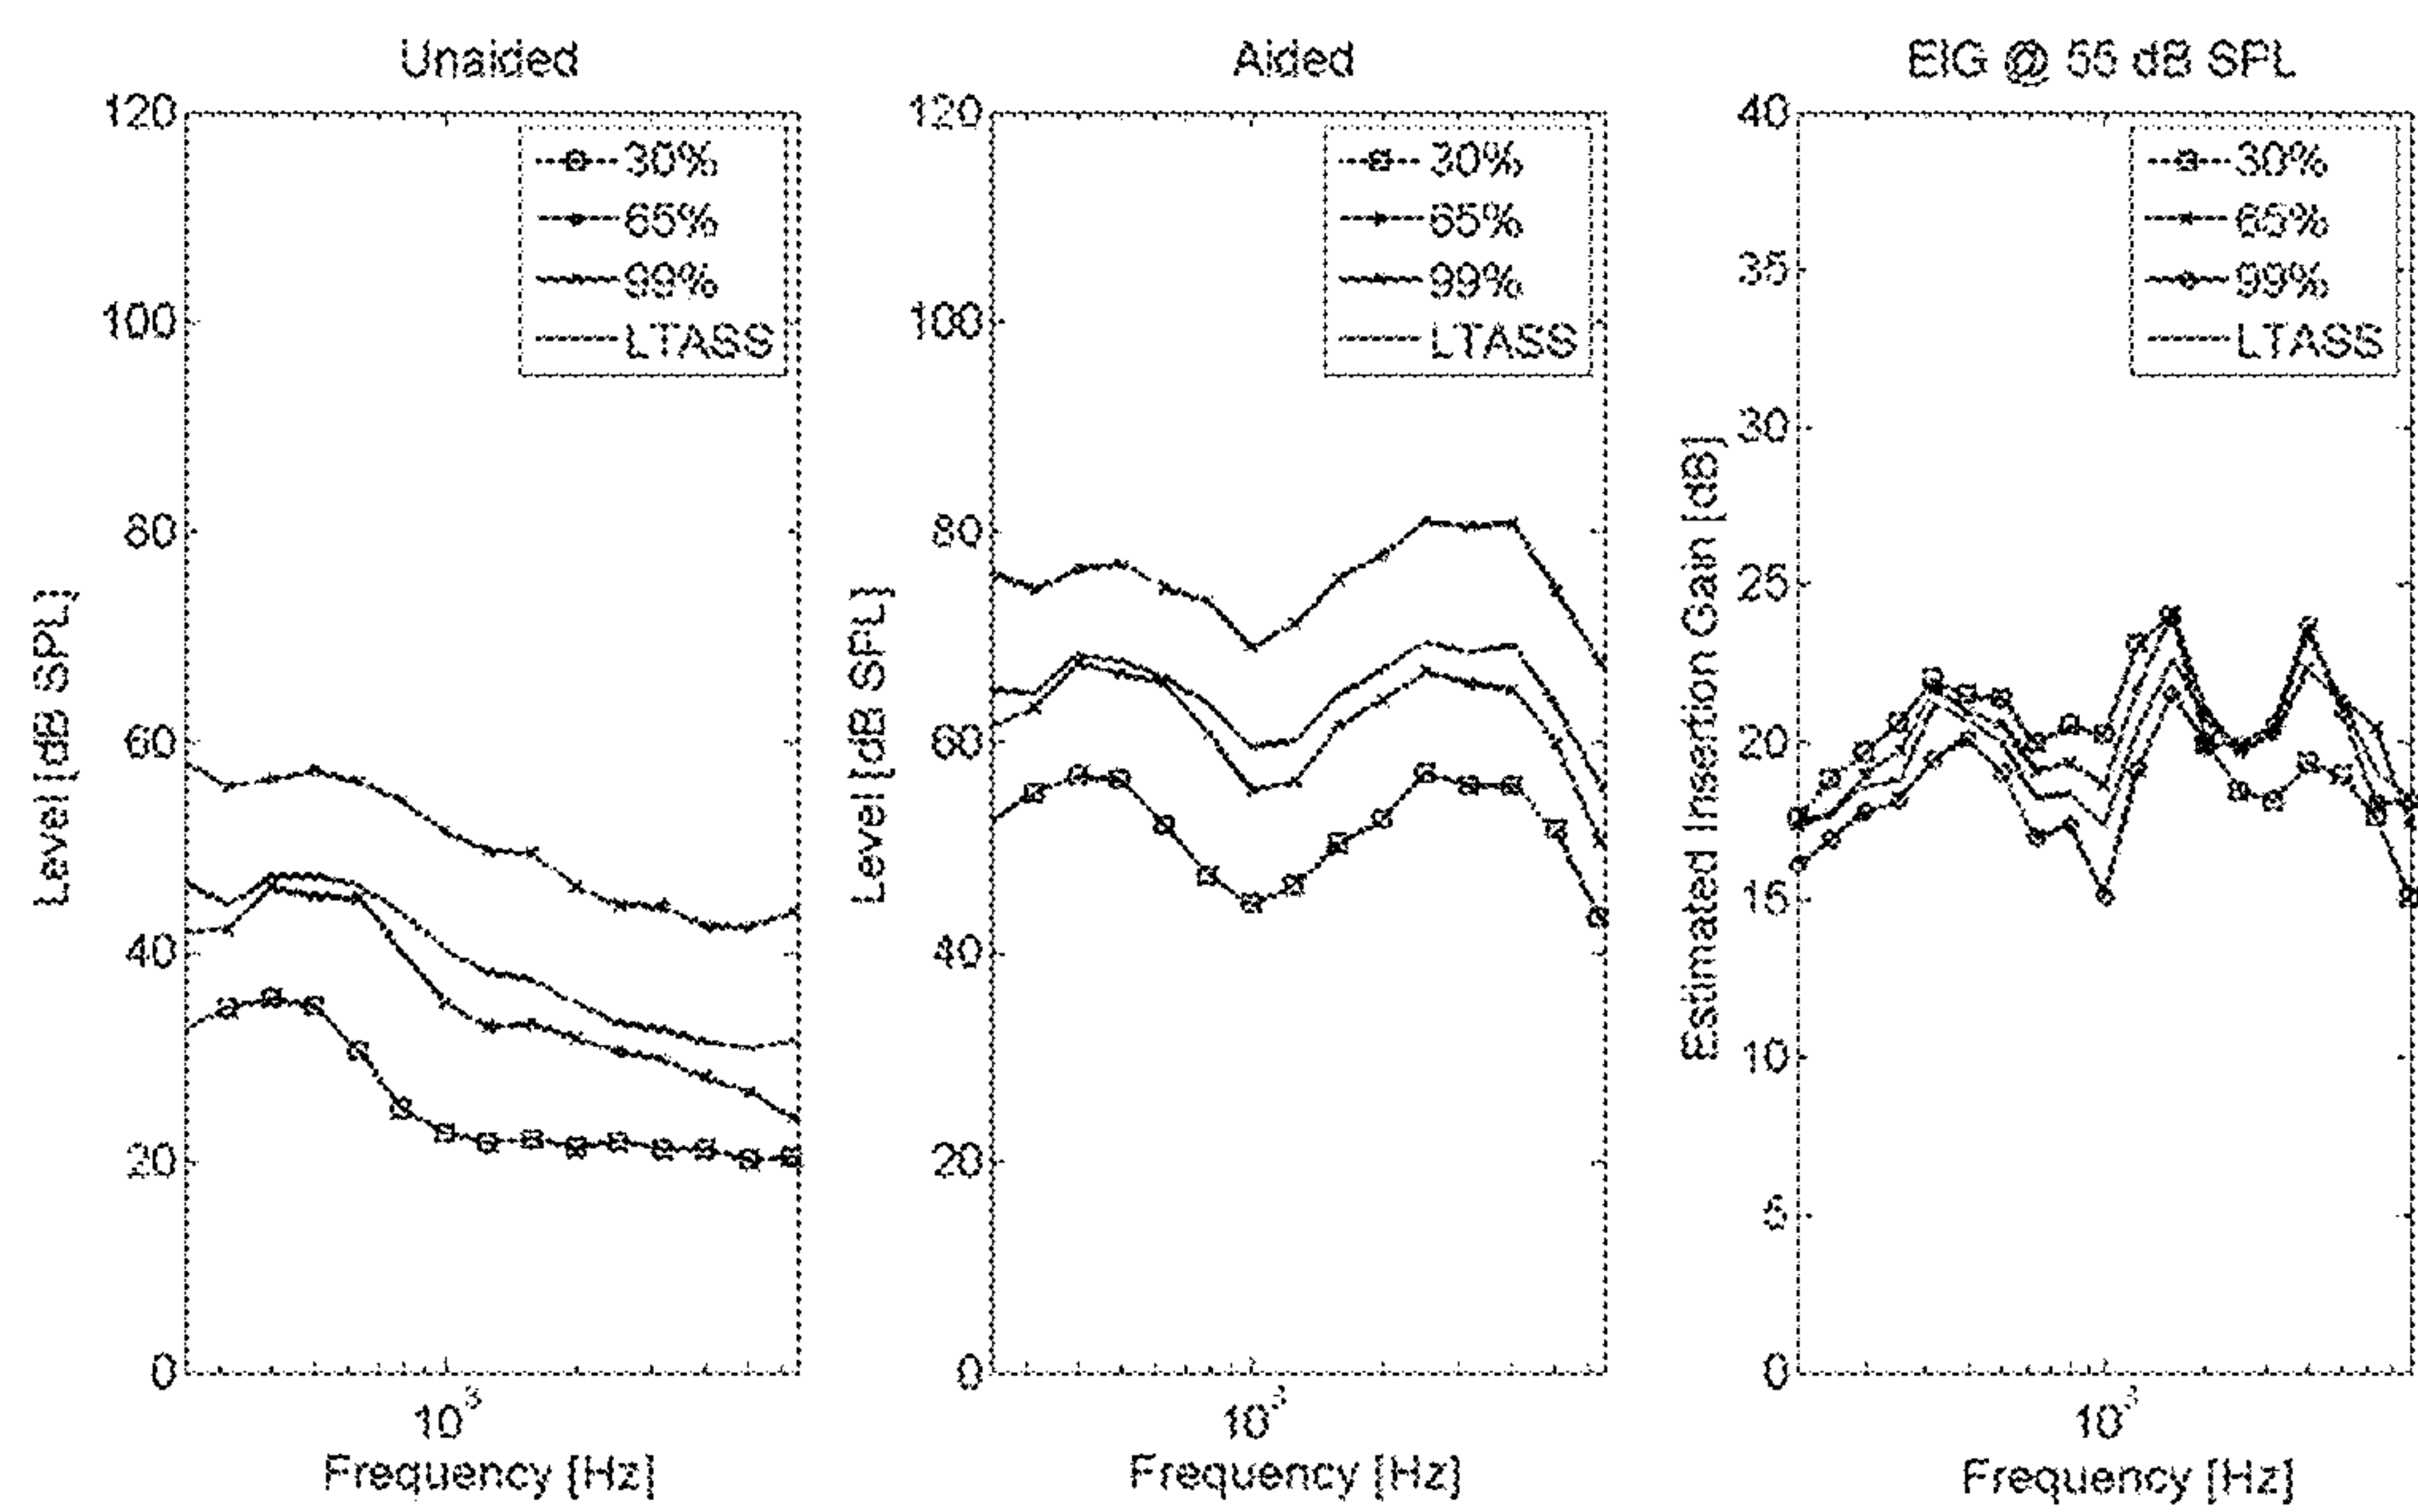 Unaided
120
100
80
60
40
20
0
30%
65%
99%
LTASS
Level [dB SPL]
10³
Frequency [Hz]
Aided
120
100
80
60
40
20
0
30%
65%
99%
LTASS
Level [dB SPL]
10³
Frequency [Hz]
EIG @ 55 dB SPL
40
35
30
25
20
15
10
5
0
30%
65%
99%
LTASS
Estimated Insertion Gain [dB]
10³
Frequency [Hz]